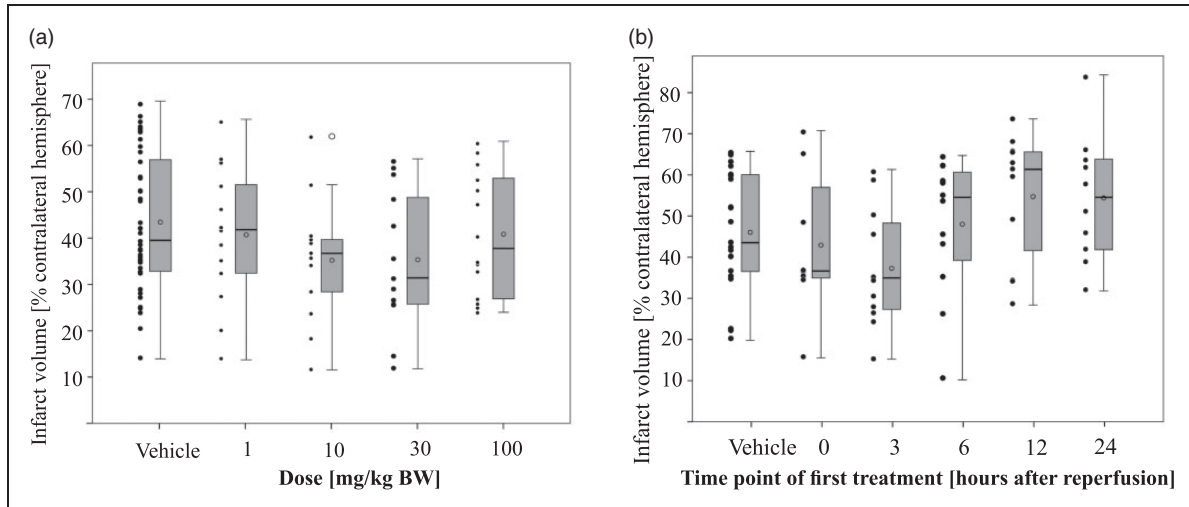 (a)
Infarct volume [% contralateral hemisphere]
70
60
50
40
30
20
10
Vehicle 1 10 30 100
Dose [mg/kg BW]
(b)
Infarct volume [% contralateral hemisphere]
80
70
60
50
40
30
20
10
Vehicle 0 3 6 12 24
Time point of first treatment [hours after reperfusion]